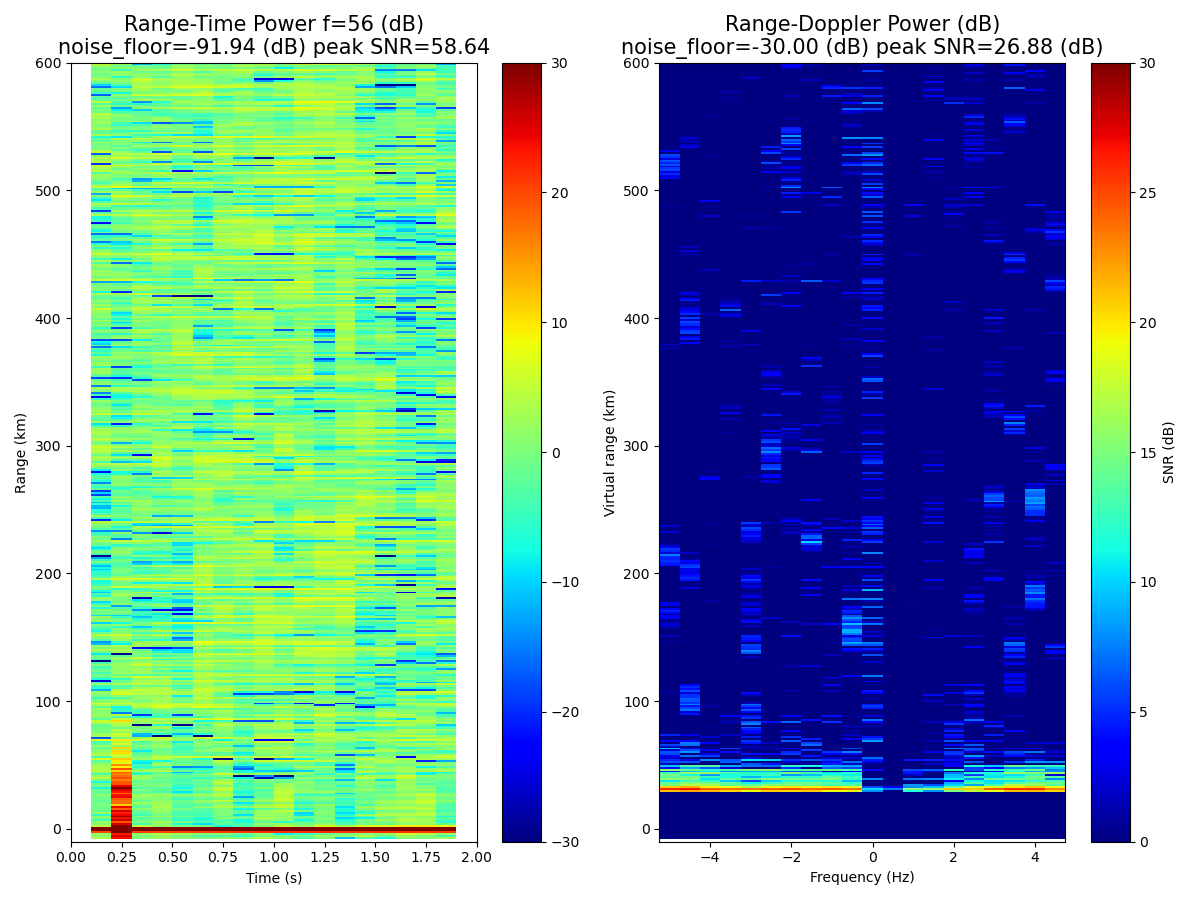 Range-Time Power f=56 (dB)
noise_floor=-91.94 (dB) peak SNR=58.64
Range (km)
600
500
400
300
200
100
0
0.00 0.25 0.50 0.75 1.00 1.25 1.50 1.75 2.00
Time (s)
30
20
10
0
−10
−20
−30
Range-Doppler Power (dB)
noise_floor=-30.00 (dB) peak SNR=26.88 (dB)
Virtual range (km)
600
500
400
300
200
100
0
−4 −2 0 2 4
Frequency (Hz)
30
25
20
15
10
5
0
SNR (dB)